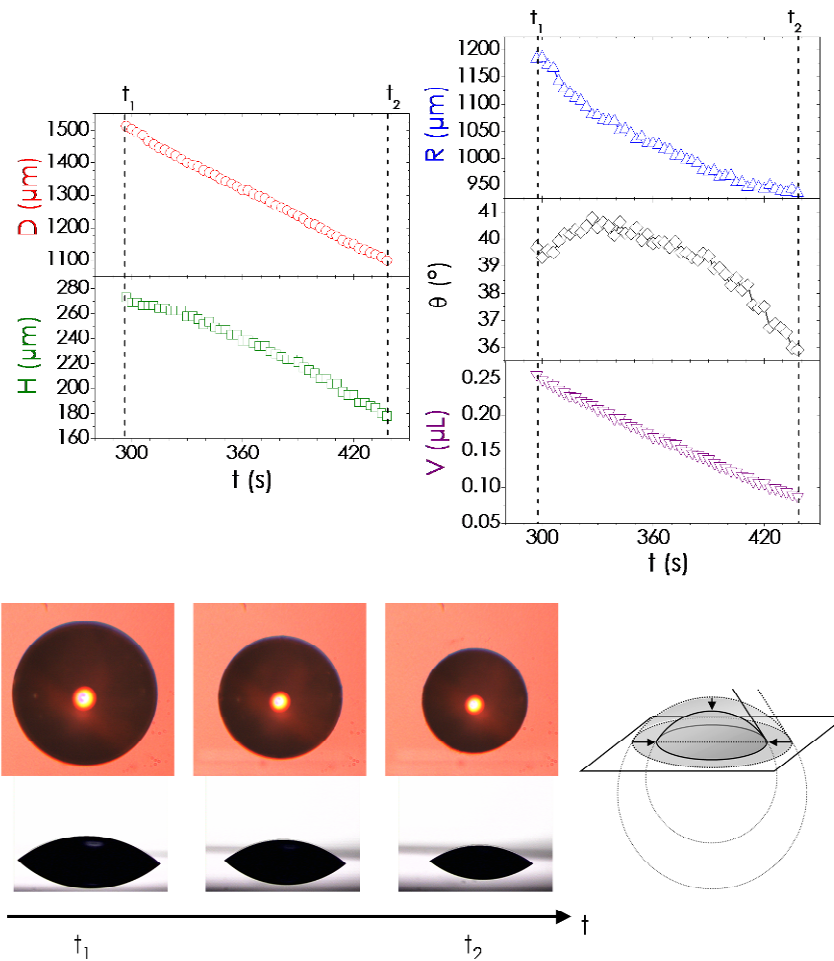 t1
t2
1500
1400
1300
1200
1100
D (µm)
280
260
240
220
200
180
160
H (µm)
300
360
420
t (s)
t1
t2
1200
1150
1100
1050
1000
950
R (µm)
41
40
39
38
37
36
θ (°)
0.25
0.20
0.15
0.10
0.05
V (µL)
300
360
420
t (s)
t
t1
t2